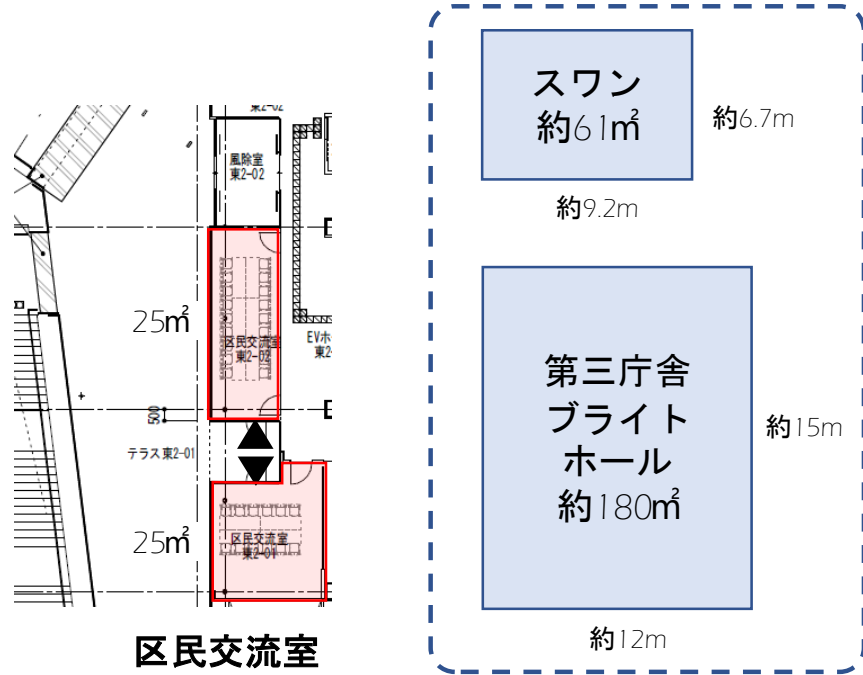 風除室
東2-02
25㎡
区民交流室
東2-02
EVホ
500
テラス東2-01
25㎡
区民交流室
東2-01
区民交流室
スワン
約61㎡
約6.7m
約9.2m
第三庁舎
ブライト
ホール
約180㎡
約15m
約12m